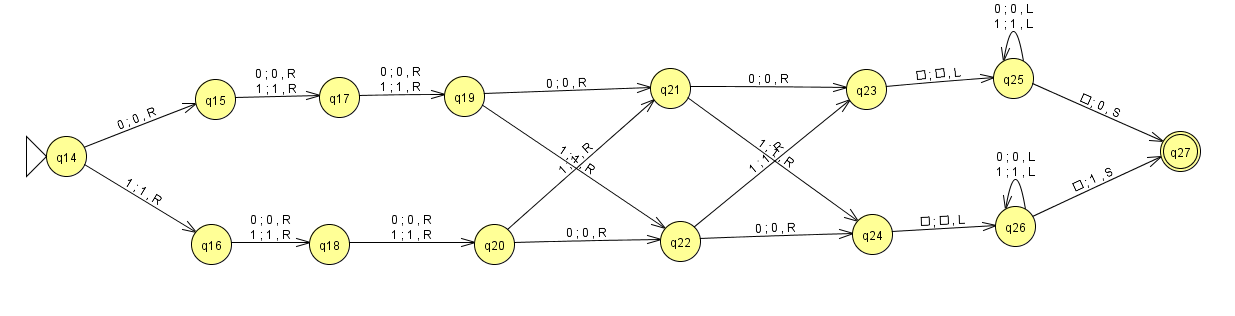 0 ; 0 , L
1 ; 1 , L
q25
0 ; 0 , R
1 ; 1 , R
0 ; 0 , R
1 ; 1 , R
0 ; 0 , R
0 ; 0 , R
□ ; □ , L
q15
q17
q19
q21
q23
0 ; 0 , R
□ ; 0 , S
q14
q27
1 ; 1 , R
1 ; 1 , R
0 ; 0 , L
1 ; 1 , L
1 ; 1 , R
□ ; 1 , S
0 ; 0 , R
1 ; 1 , R
0 ; 0 , R
1 ; 1 , R
0 ; 0 , R
0 ; 0 , R
□ ; □ , L
q16
q18
q20
q22
q24
q26